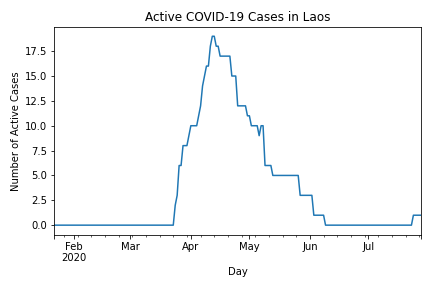 Active COVID-19 Cases in Laos
Number of Active Cases
17.5
15.0
12.5
10.0
7.5
5.0
2.5
0.0
Feb Mar Apr May Jun Jul
2020
Day